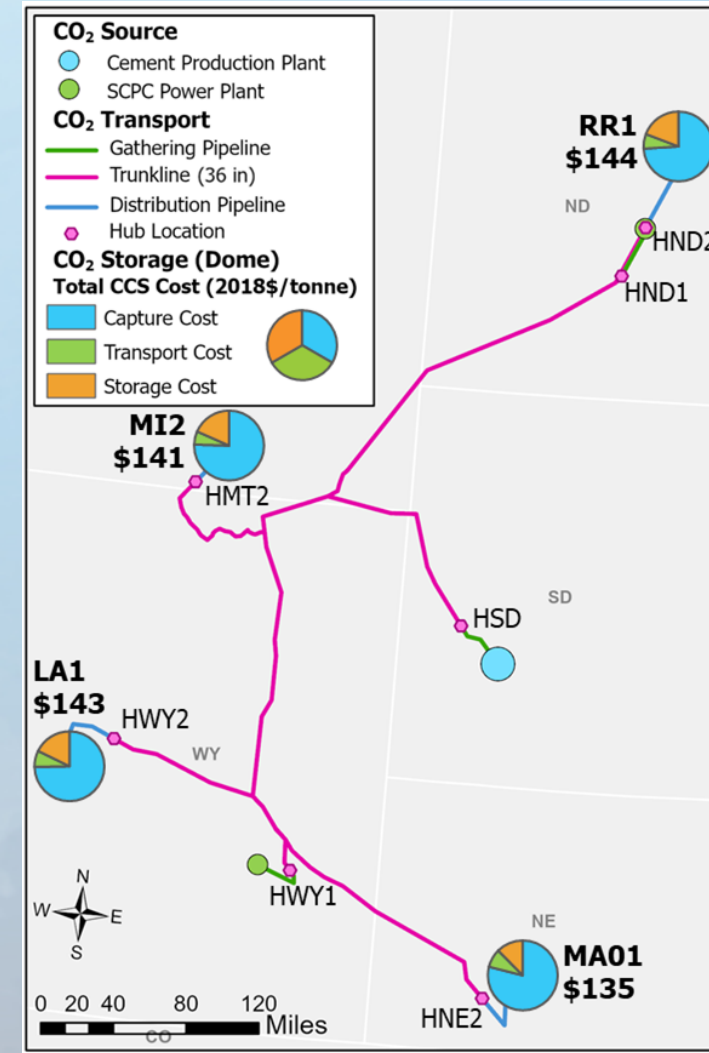 CO₂ Source
Cement Production Plant
SCPC Power Plant
CO₂ Transport
Gathering Pipeline
Trunkline (36 in)
Distribution Pipeline
Hub Location
CO₂ Storage (Dome)
Total CCS Cost (2018$/tonne)
Capture Cost
Transport Cost
Storage Cost
RR1
$144
ND
HND2
HND1
MI2
$141
HMT2
SD
HSD
LA1
$143
HWY2
WY
HWY1
NE
MA01
$135
HNE2
N
W
E
S
0 20 40 80 120
Miles
CO